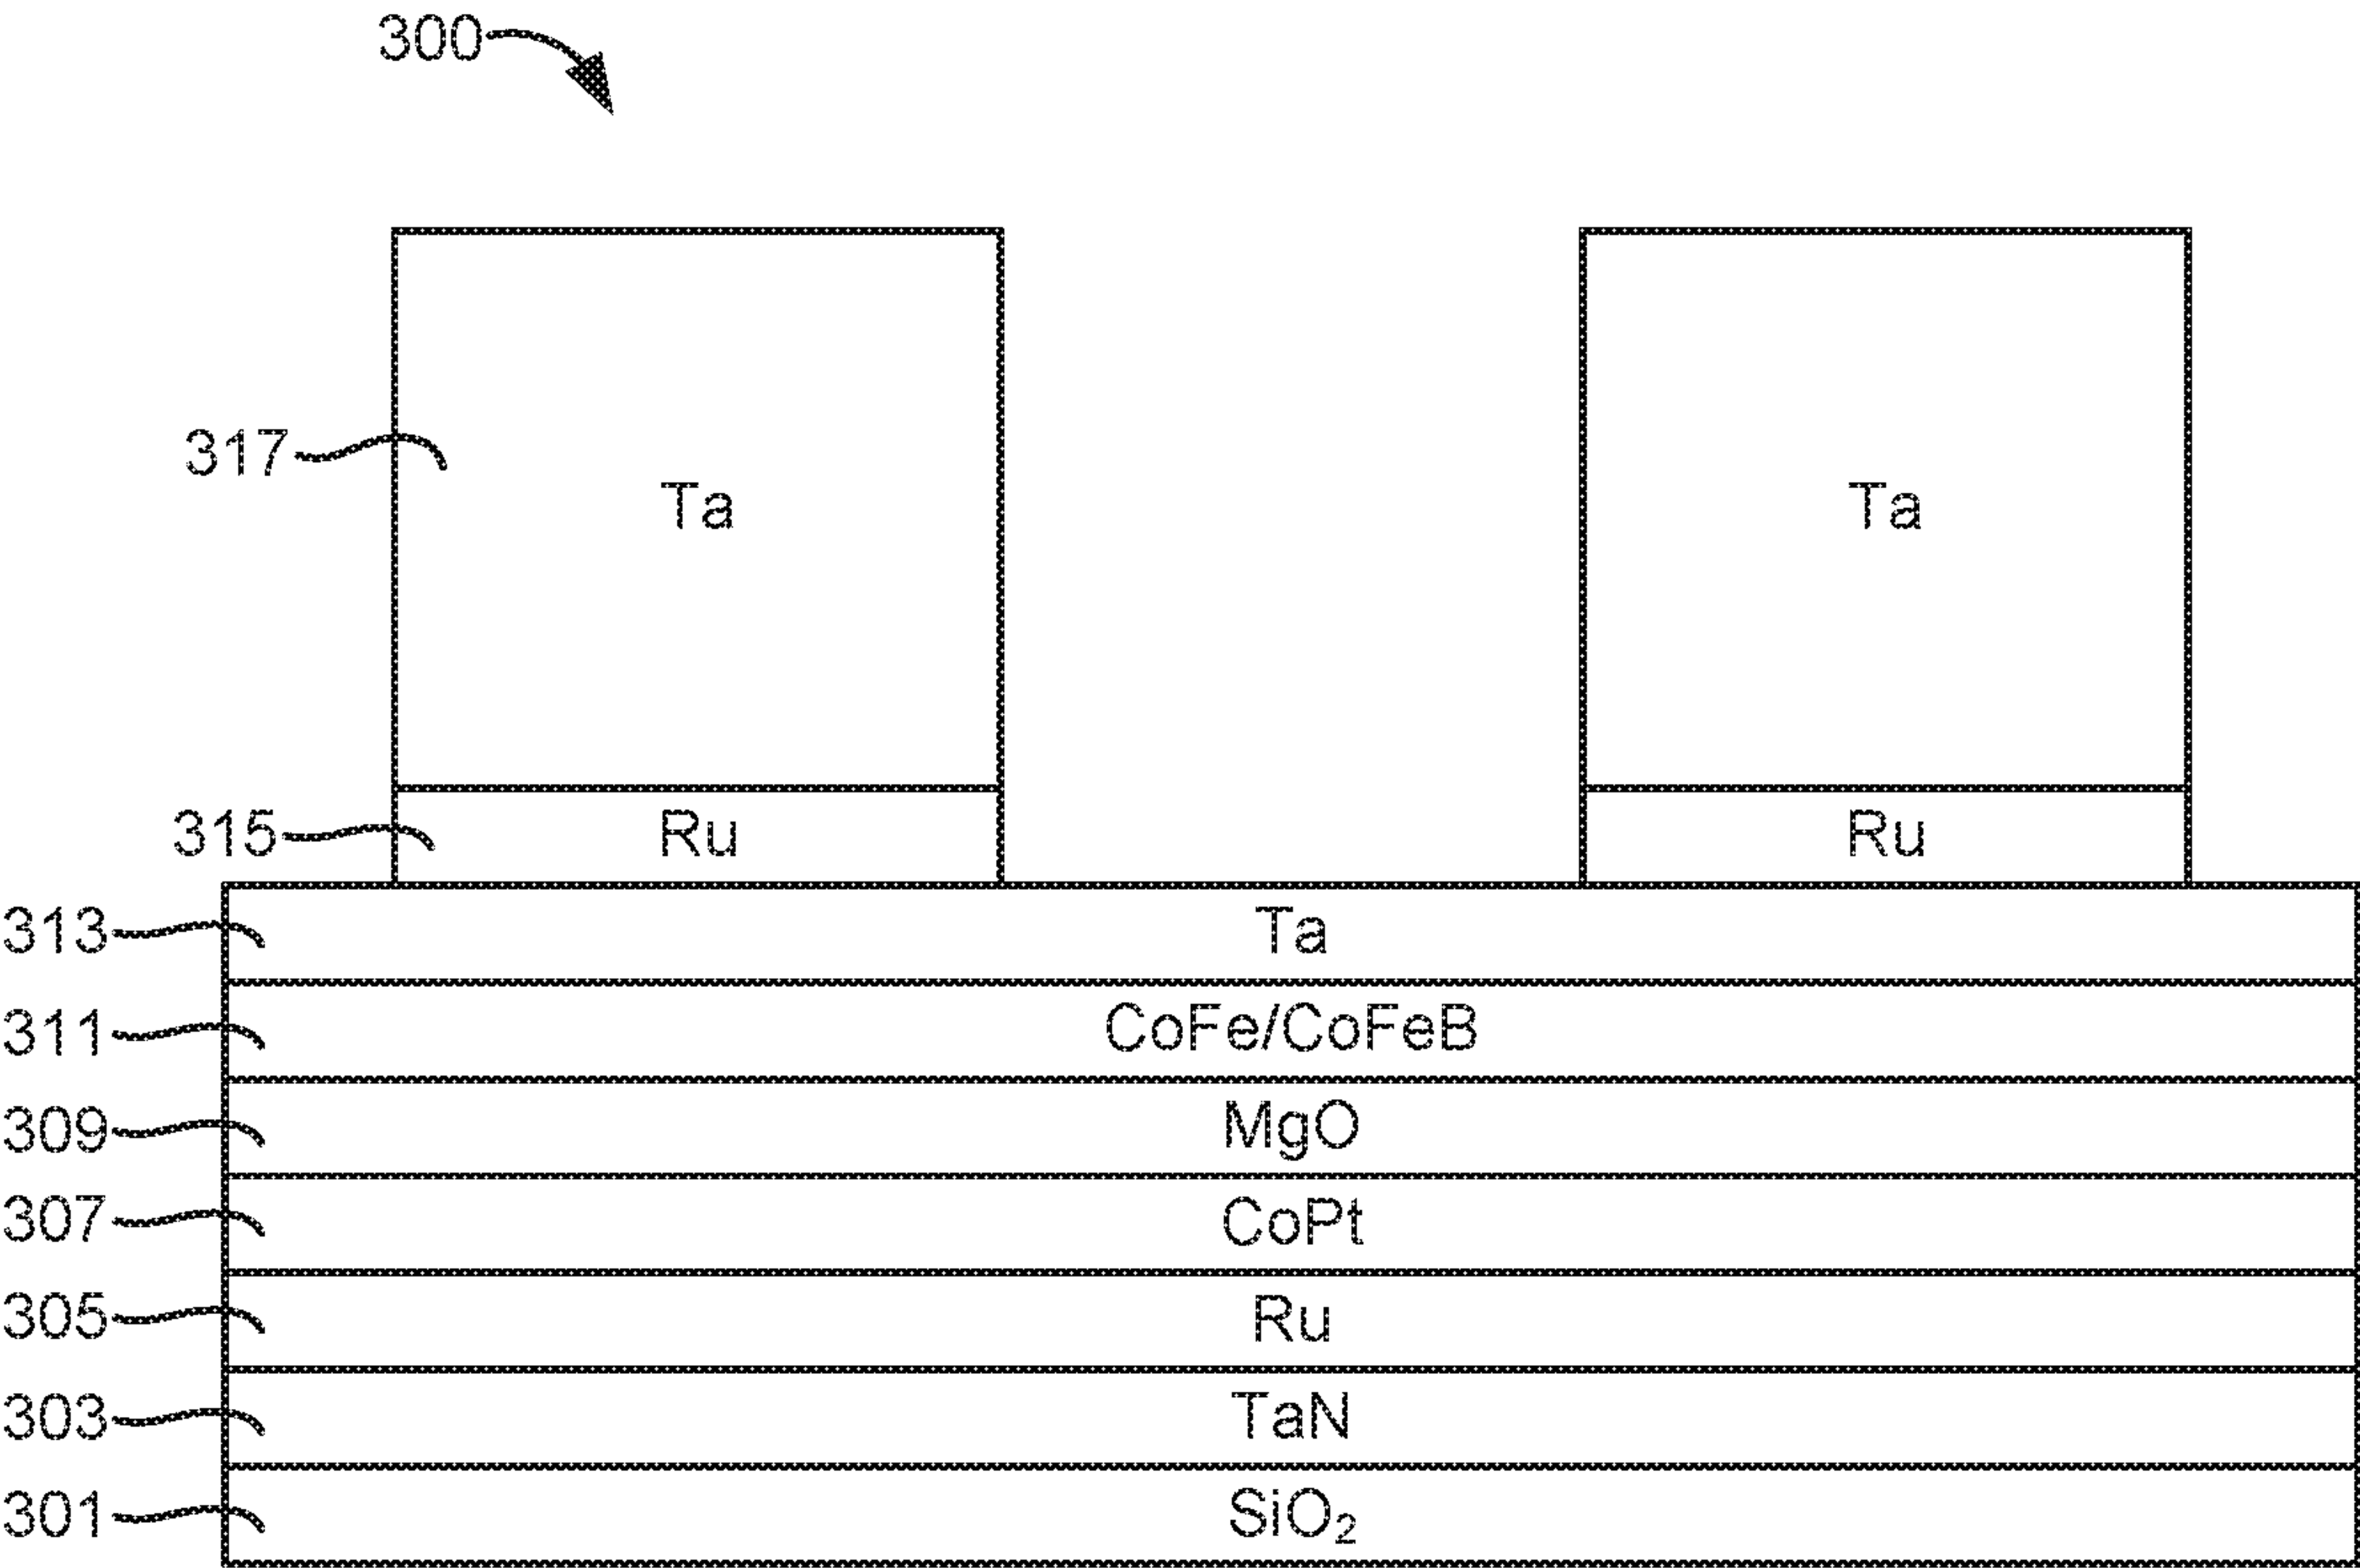 300
317 Ta Ta
315 Ru Ru
313 Ta
311 CoFe/CoFeB
309 MgO
307 CoPt
305 Ru
303 TaN
301 SiO₂